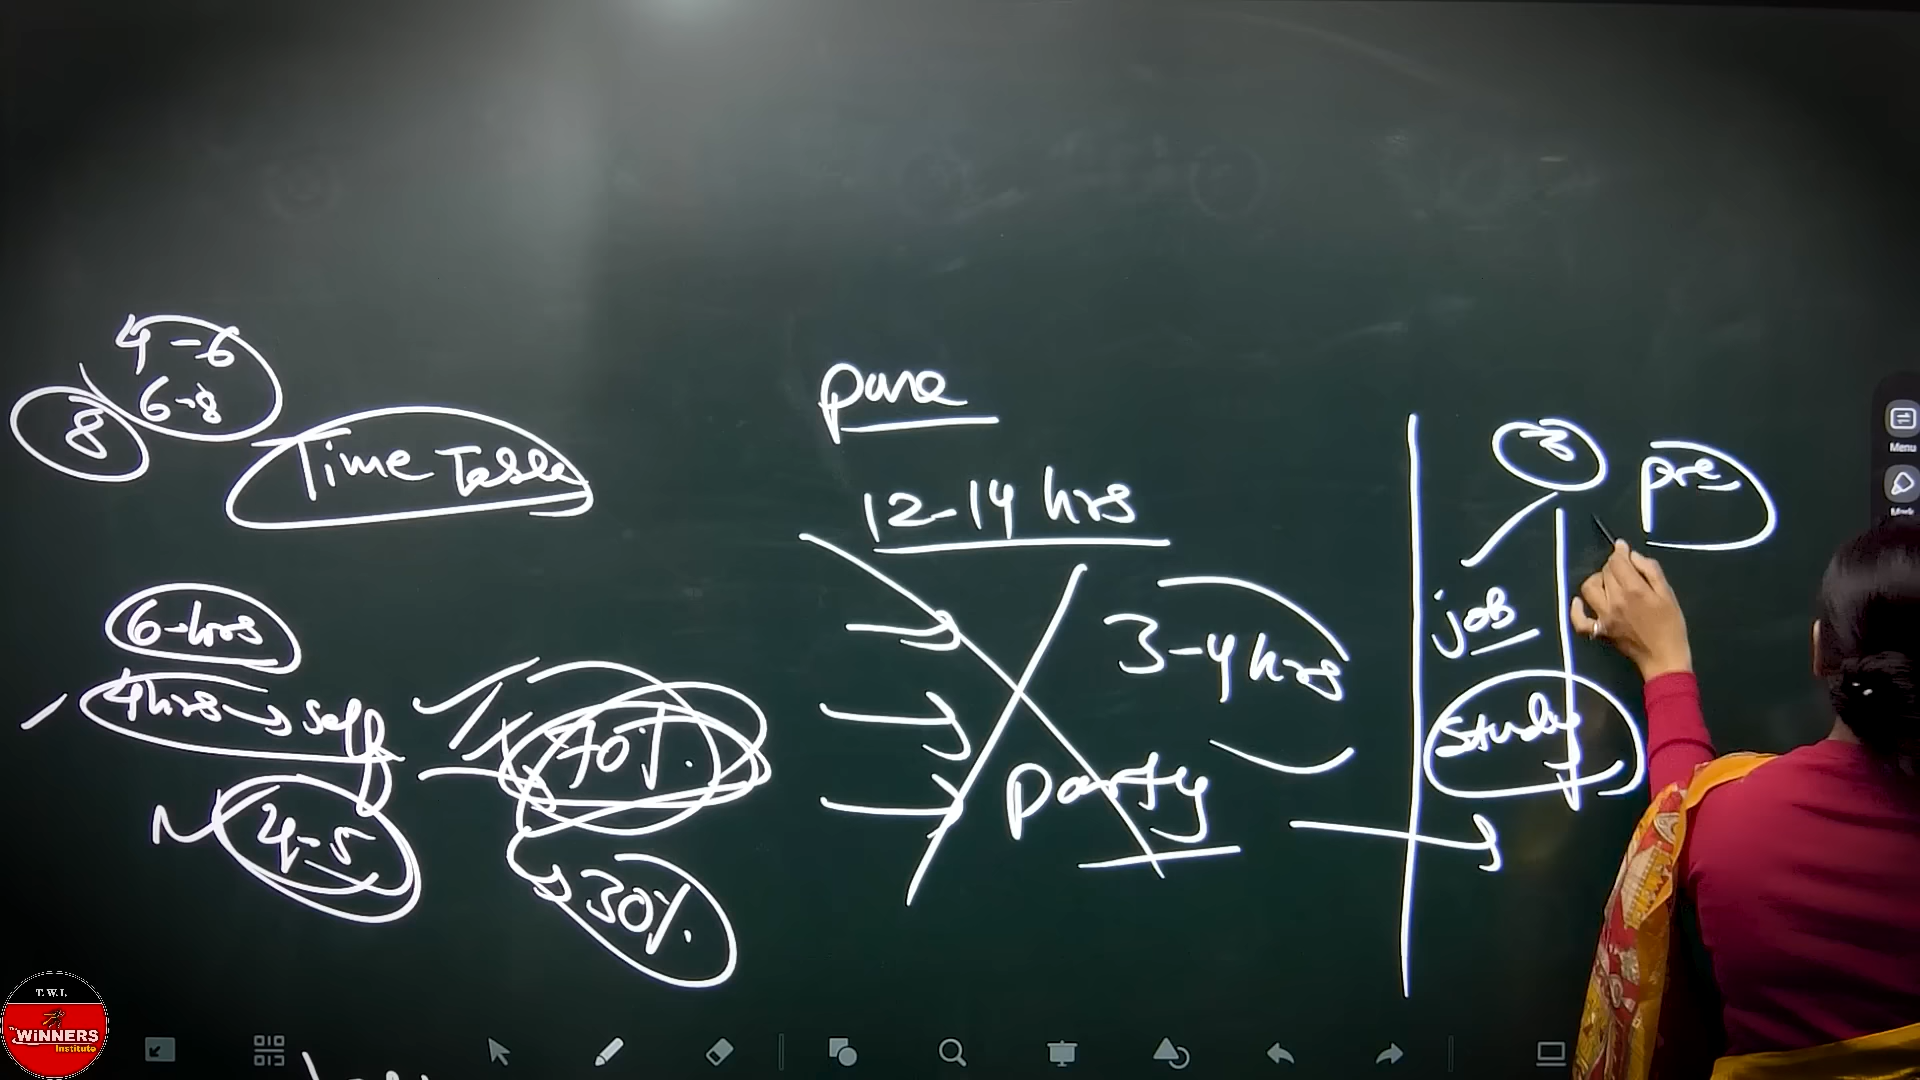 4-6
6-8
8
Time Table
6-hrs
4hrs → self
4-5
70%.
30%.
pure
12-14 hrs
3-4 hrs
party
3
pre
job
study
Menu
T.W.I.
The WiNNERS
Institute